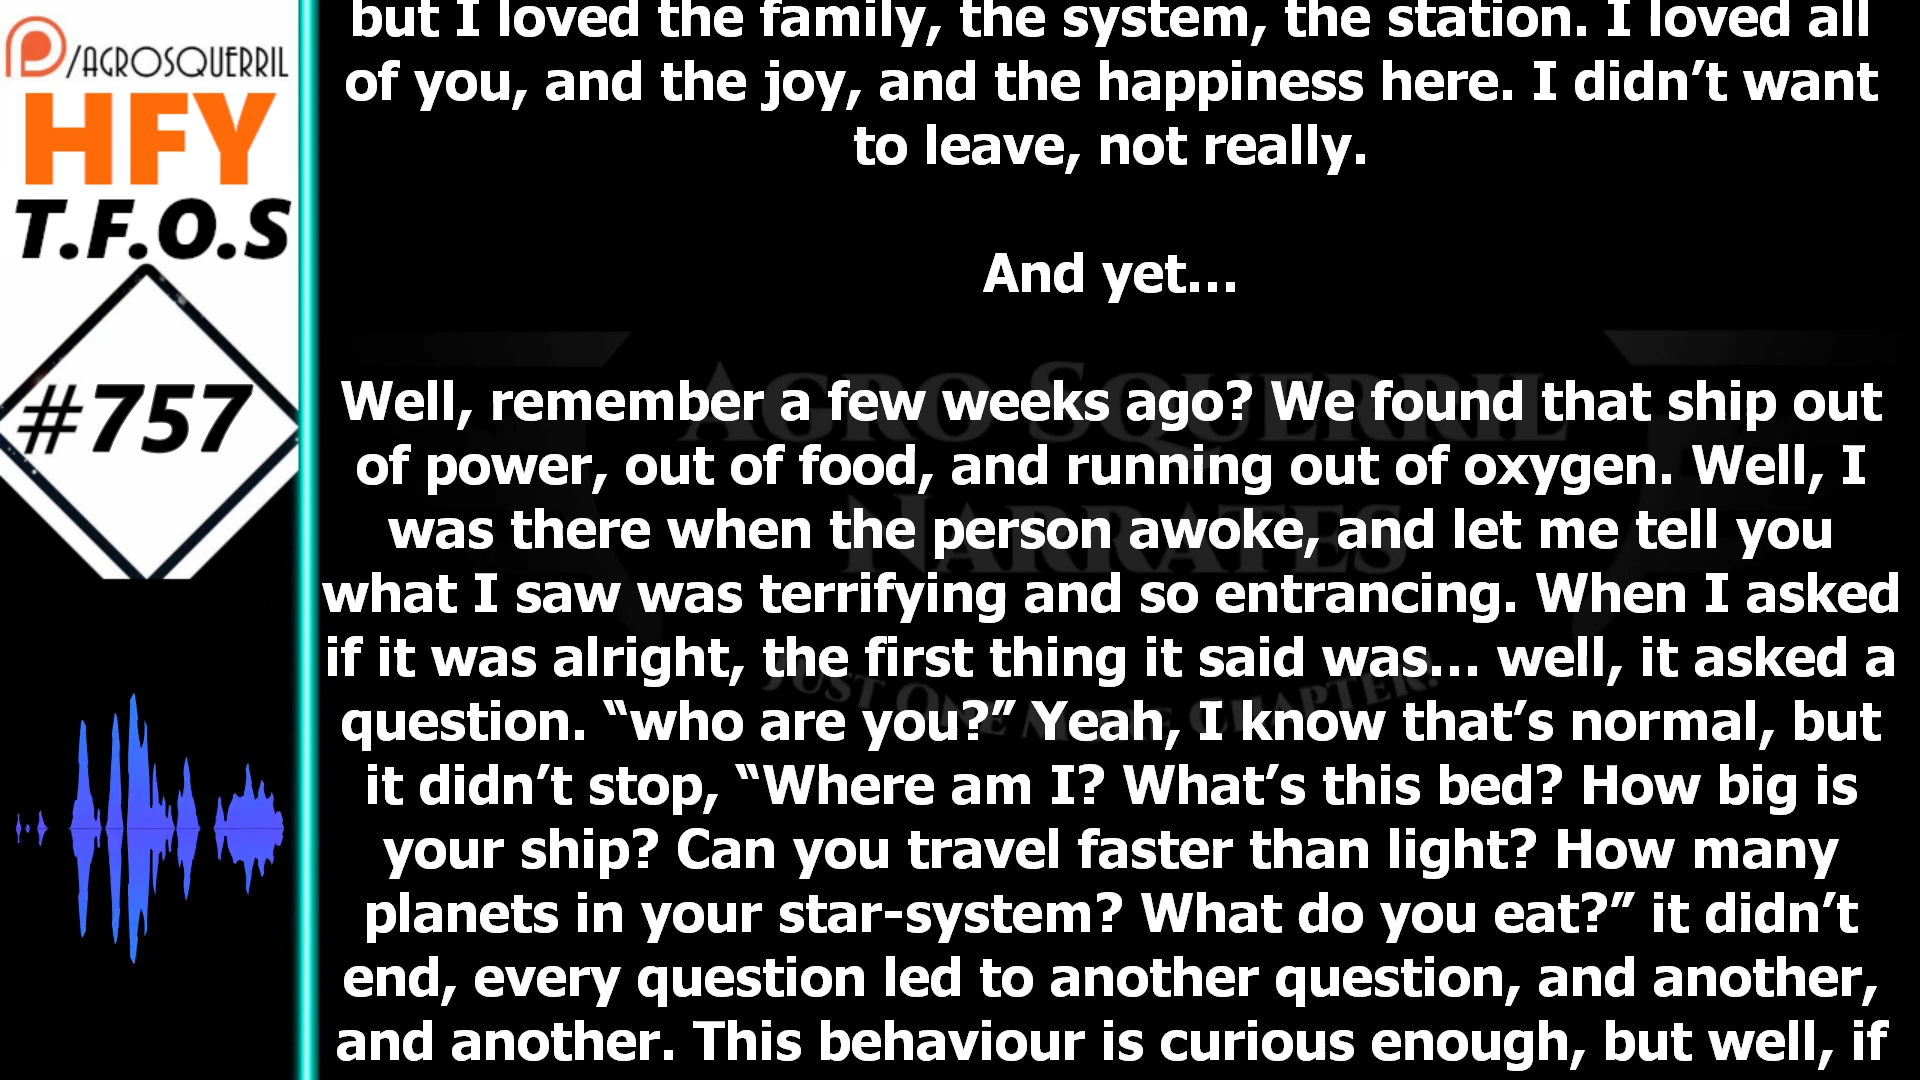 /AGROSQUERRIL
HFY
T.F.O.S
#757
but I loved the family, the system, the station. I loved all
of you, and the joy, and the happiness here. I didn’t want
to leave, not really.
And yet…
Well, remember a few weeks ago? We found that ship out
of power, out of food, and running out of oxygen. Well, I
was there when the person awoke, and let me tell you
what I saw was terrifying and so entrancing. When I asked
if it was alright, the first thing it said was… well, it asked a
question. “who are you?” Yeah, I know that’s normal, but
it didn’t stop, “Where am I? What’s this bed? How big is
your ship? Can you travel faster than light? How many
planets in your star-system? What do you eat?” it didn’t
end, every question led to another question, and another,
and another. This behaviour is curious enough, but well, if
AGRO SQUERRIL
NARRATES
JUST ONE MORE CHAPTER.